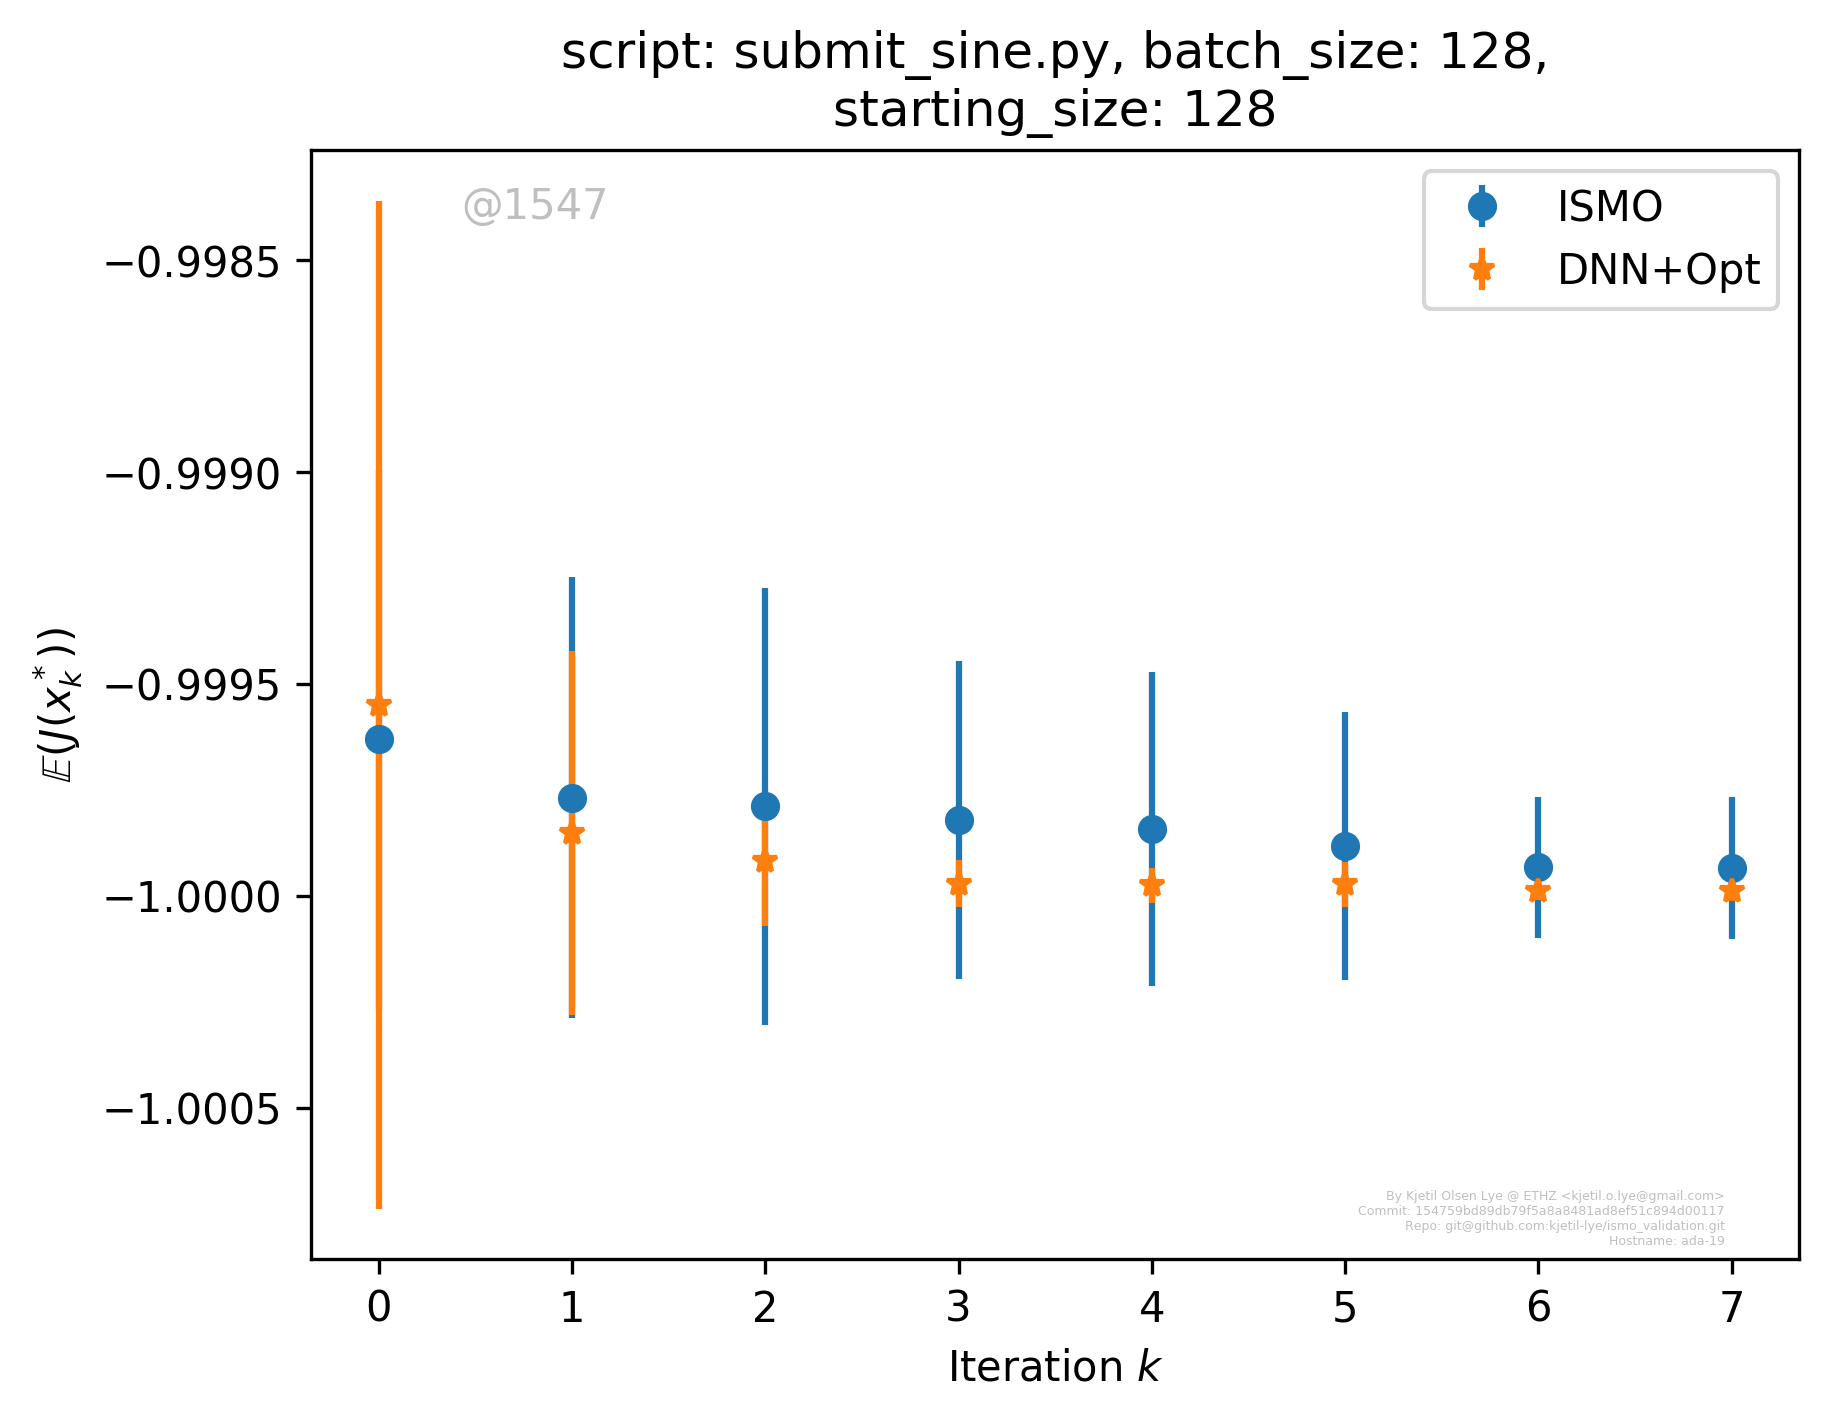 script: submit_sine.py, batch_size: 128,
starting_size: 128
@1547
ISMO
DNN+Opt
−0.9985
−0.9990
−0.9995
−1.0000
−1.0005
𝔼(J(x*k))
By Kjetil Olsen Lye @ ETHZ <kjetil.o.lye@gmail.com>
Commit: 154759bd89db79f5a8a8481ad8ef51c894d00117
Repo: git@github.com:kjetil-lye/ismo_validation.git
Hostname: ada-19
0 1 2 3 4 5 6 7
Iteration k